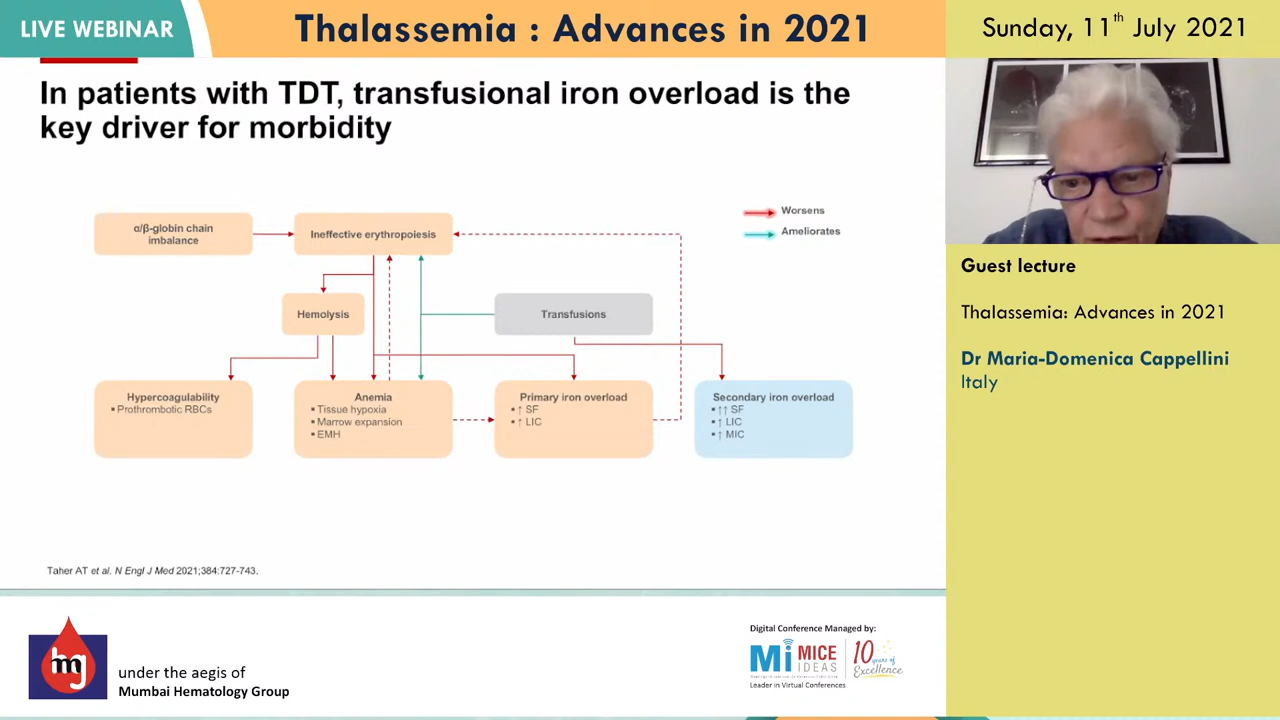 LIVE WEBINAR
Thalassemia : Advances in 2021
Sunday, 11th July 2021
In patients with TDT, transfusional iron overload is the
key driver for morbidity
α/β-globin chain
imbalance
Ineffective erythropoiesis
Worsens
Ameliorates
Hemolysis
Transfusions
Hypercoagulability
▪ Prothrombotic RBCs
Anemia
▪ Tissue hypoxia
▪ Marrow expansion
▪ EMH
Primary iron overload
▪ ↑ SF
▪ ↑ LIC
Secondary iron overload
▪ ↑↑ SF
▪ ↑ LIC
▪ ↑ MIC
Taher AT et al. N Engl J Med 2021;384:727-743.
Guest lecture
Thalassemia: Advances in 2021
Dr Maria-Domenica Cappellini
Italy
mg
under the aegis of
Mumbai Hematology Group
Digital Conference Managed by:
Mi MICE
IDEAS
10 years of
Excellence
Leader in Virtual Conferences